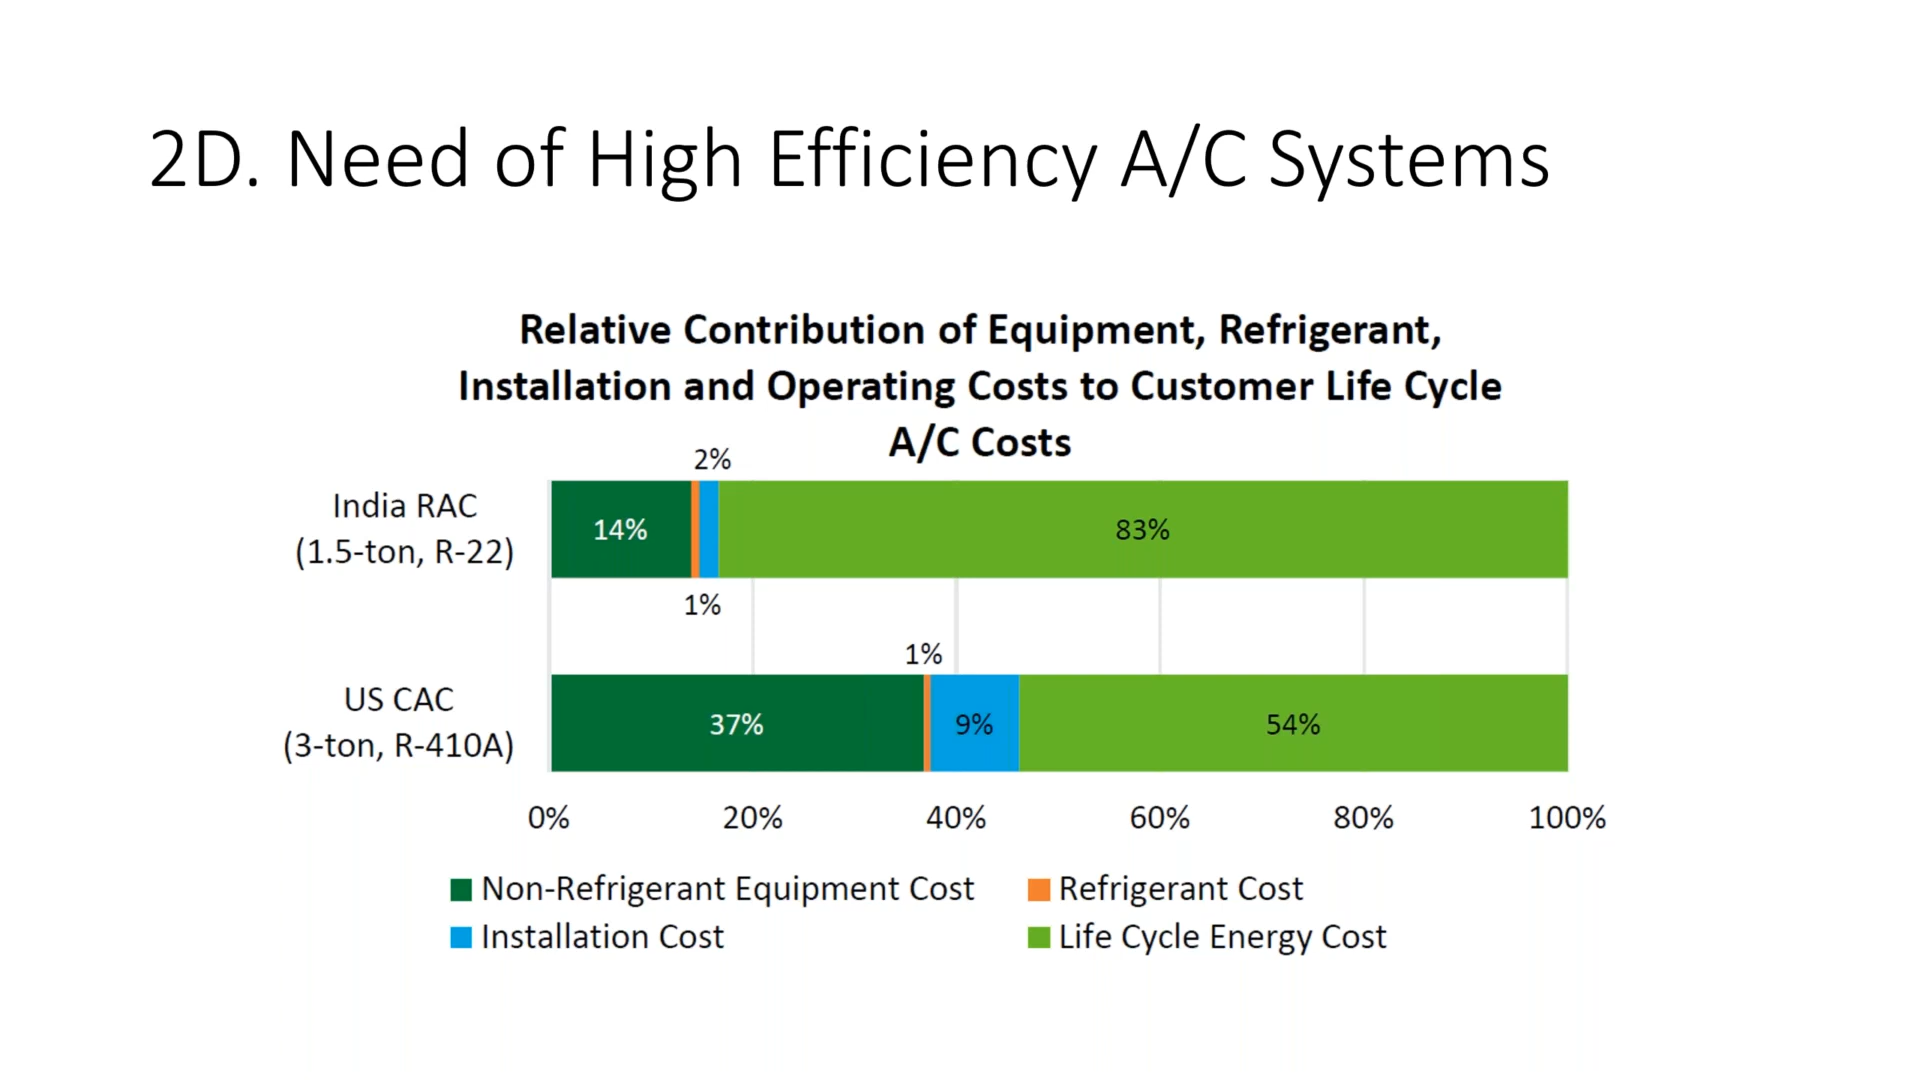 2D. Need of High Efficiency A/C Systems
Relative Contribution of Equipment, Refrigerant,
Installation and Operating Costs to Customer Life Cycle
A/C Costs
2%
India RAC
(1.5-ton, R-22)
14%
83%
1%
1%
US CAC
(3-ton, R-410A)
37%
9%
54%
0%
20%
40%
60%
80%
100%
Non-Refrigerant Equipment Cost
Refrigerant Cost
Installation Cost
Life Cycle Energy Cost